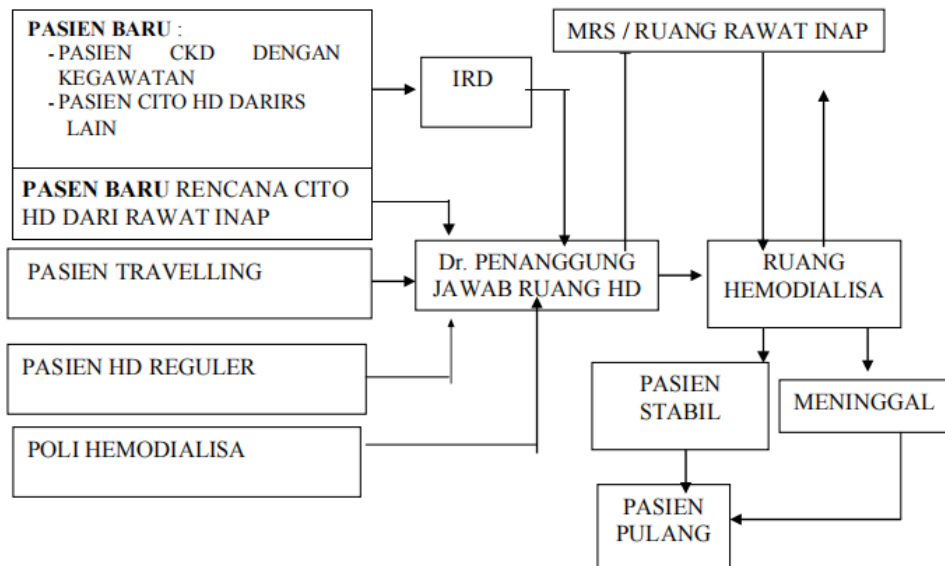 PASIEN BARU :
- PASIEN CKD DENGAN
KEGAWATAN
- PASIEN CITO HD DARIRS
LAIN
PASEN BARU RENCANA CITO
HD DARI RAWAT INAP
PASIEN TRAVELLING
PASIEN HD REGULER
POLI HEMODIALISA
IRD
Dr. PENANGGUNG
JAWAB RUANG HD
MRS / RUANG RAWAT INAP
RUANG
HEMODIALISA
PASIEN
STABIL
MENINGGAL
PASIEN
PULANG